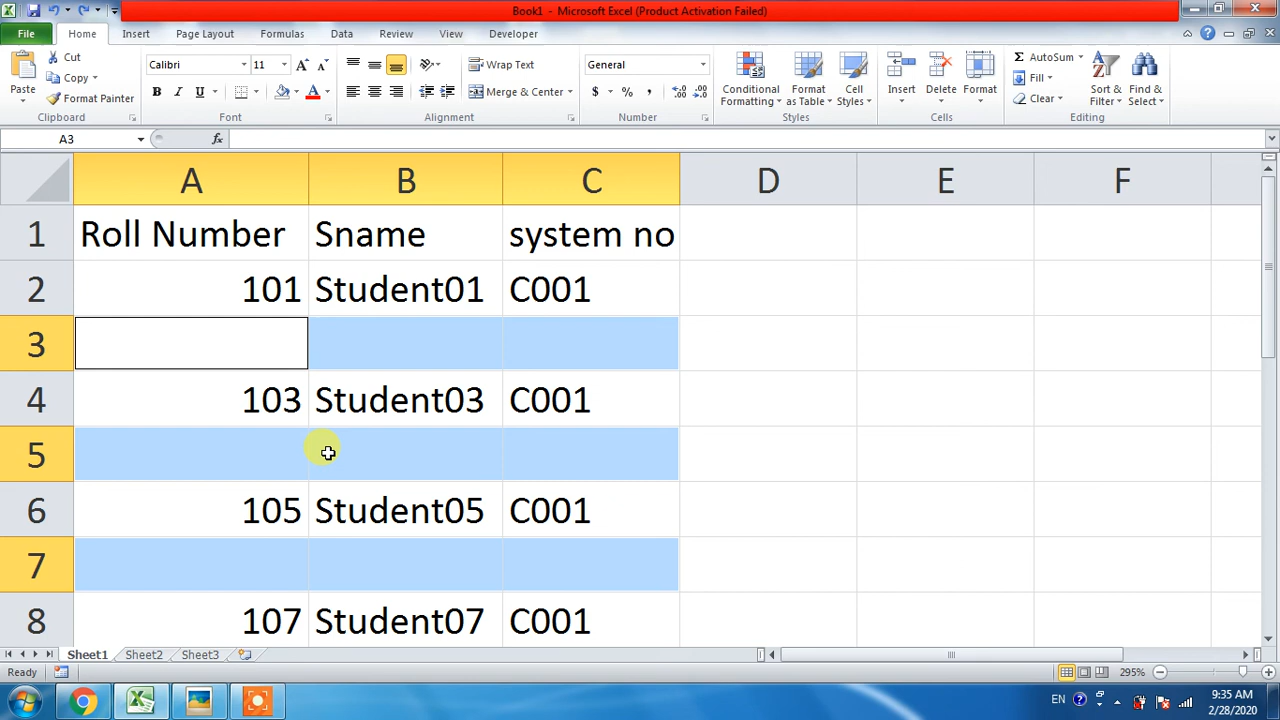 Book1 - Microsoft Excel (Product Activation Failed)
File Home Insert Page Layout Formulas Data Review View Developer
Paste
Cut
Copy
Format Painter
Clipboard
Calibri 11
B I U
Font
Wrap Text
Merge & Center
Alignment
General
$ % ,
Number
Conditional Formatting
Format as Table
Cell Styles
Styles
Insert Delete Format
Cells
AutoSum
Fill
Clear
Sort & Filter
Find & Select
Editing
A3 fx
A B C D E F
1 Roll Number Sname system no
2 101 Student01 C001
3
4 103 Student03 C001
5
6 105 Student05 C001
7
8 107 Student07 C001
Sheet1 Sheet2 Sheet3
Ready 295%
EN 9:35 AM
2/28/2020